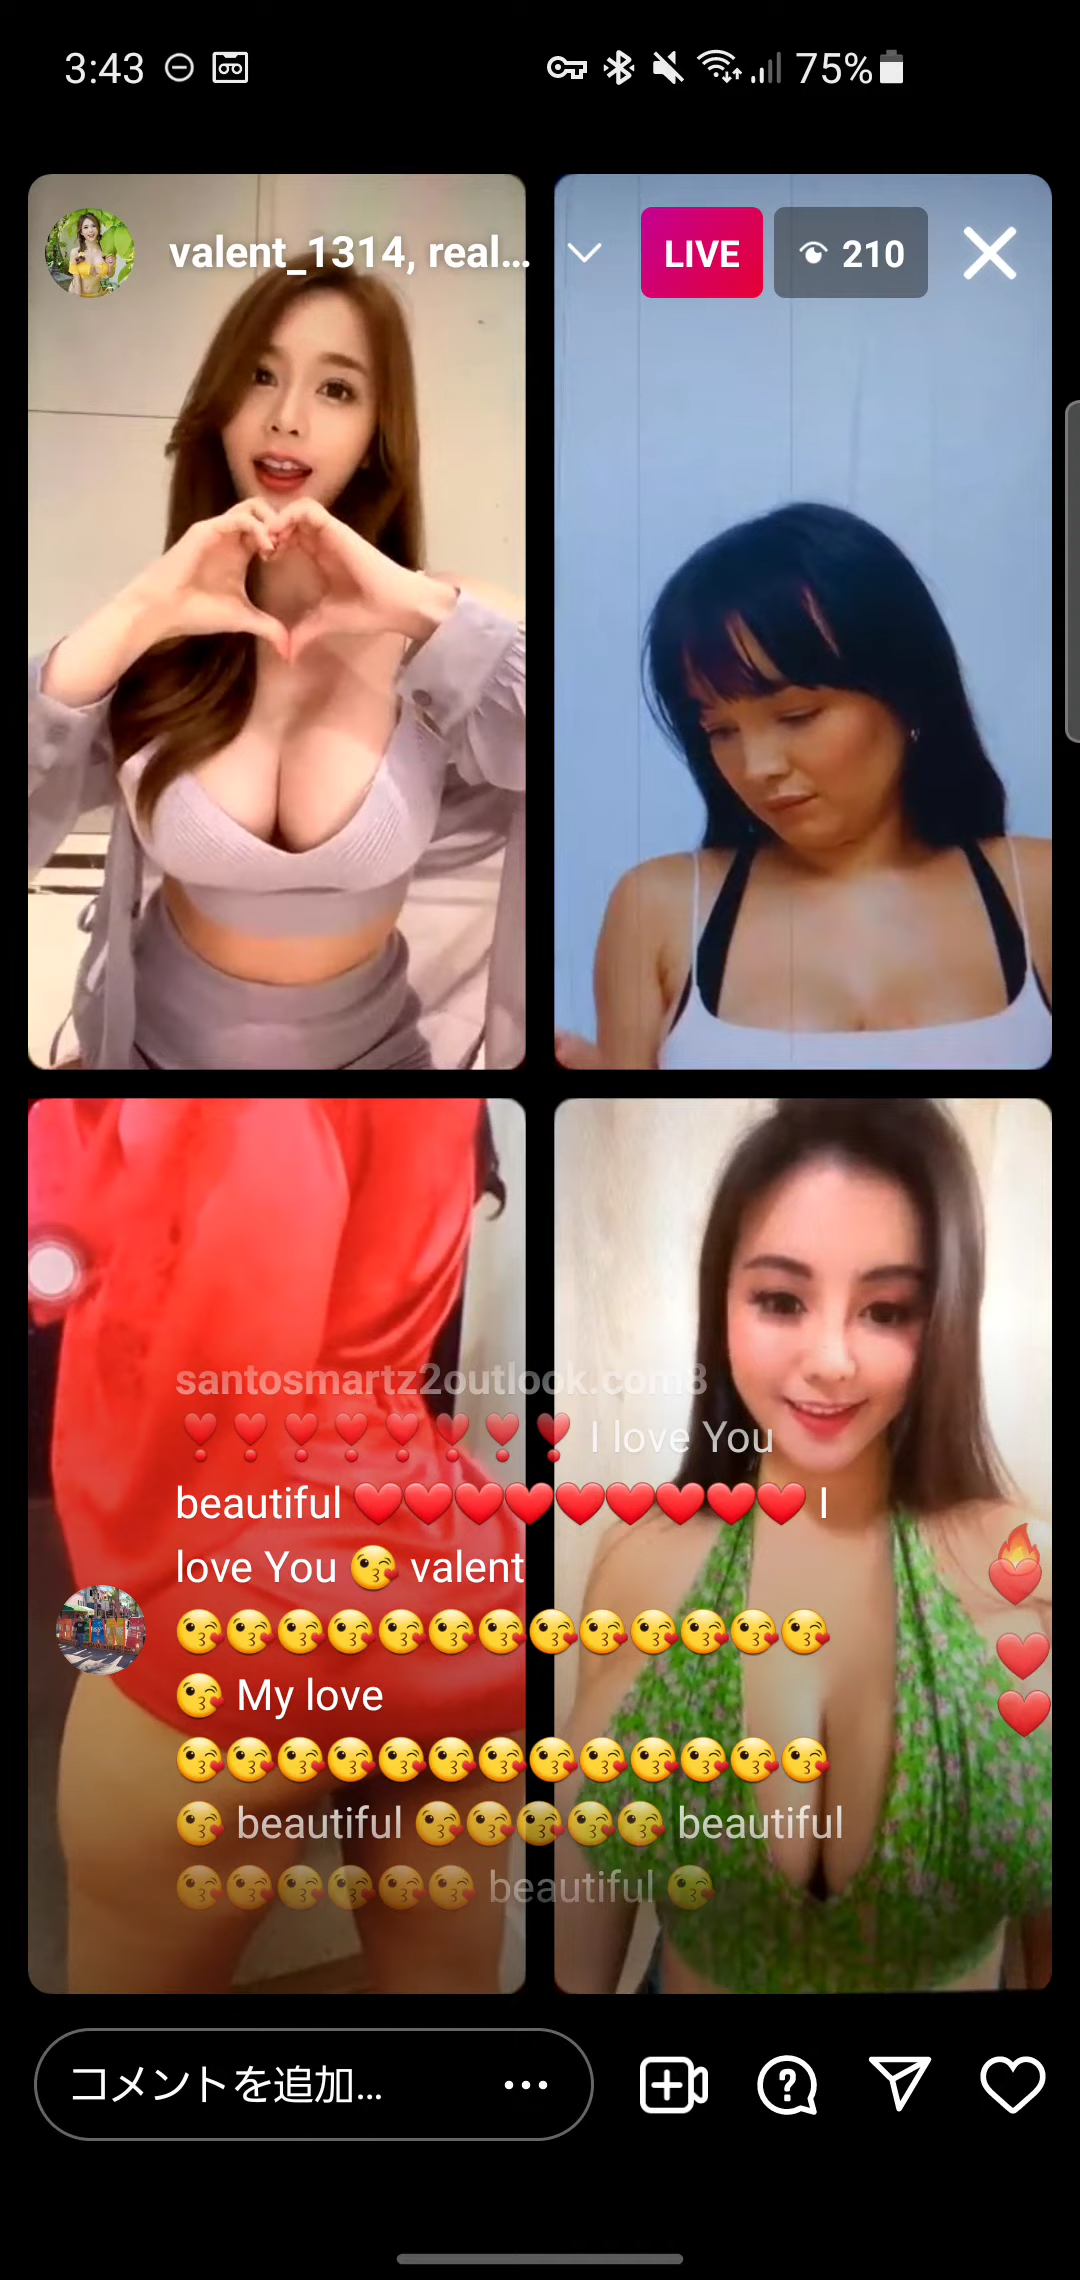 3:43 75%
valent_1314, real... LIVE 210
santosmartz2outlook.com8
❣❣❣❣❣❣❣❣ I love You
beautiful ❤❤❤❤❤❤❤❤❤ I
love You 😘 valent
😘😘😘😘😘😘😘😘😘😘😘😘😘
😘 My love
😘😘😘😘😘😘😘😘😘😘😘😘😘
😘 beautiful 😘😘😘😘😘 beautiful
😘😘😘😘😘😘 beautiful 😘
コメントを追加...